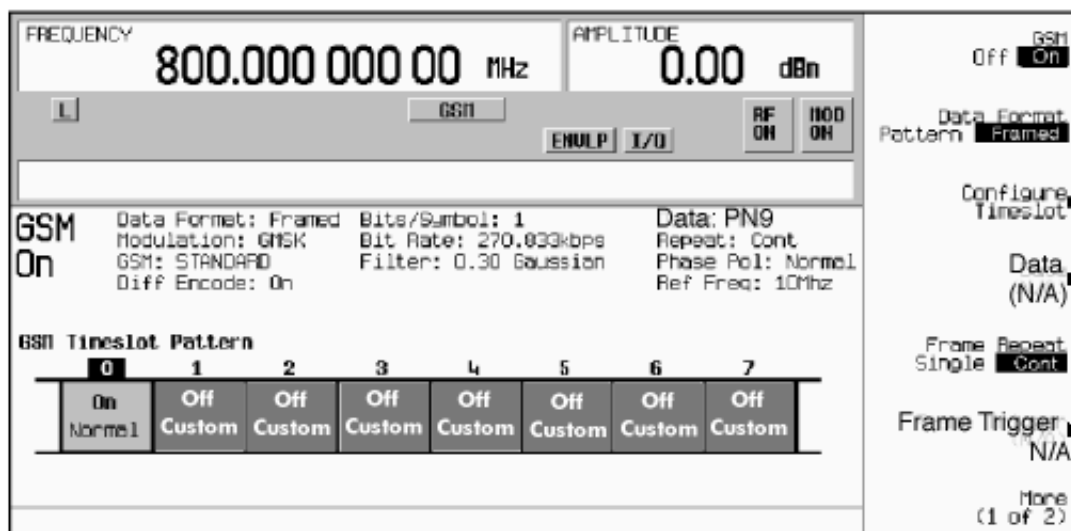 FREQUENCY
800.000 000 00 MHz
AMPLITUDE
0.00 dBm
L
GSM
ENVLP I/Q
RF ON
MOD ON
GSM On
Data Format: Framed Bits/Symbol: 1 Data: PN9
Modulation: GMSK Bit Rate: 270.833kbps Repeat: Cont
GSM: STANDARD Filter: 0.30 Gaussian Phase Pol: Normal
Diff Encode: On Ref Freq: 10Mhz
GSM Timeslot Pattern
0 1 2 3 4 5 6 7
On Off Off Off Off Off Off Off
Normal Custom Custom Custom Custom Custom Custom Custom
GSM
Off On
Data Format
Pattern Framed
Configure
Timeslot
Data
(N/A)
Frame Repeat
Single Cont
Frame Trigger
N/A
More
(1 of 2)